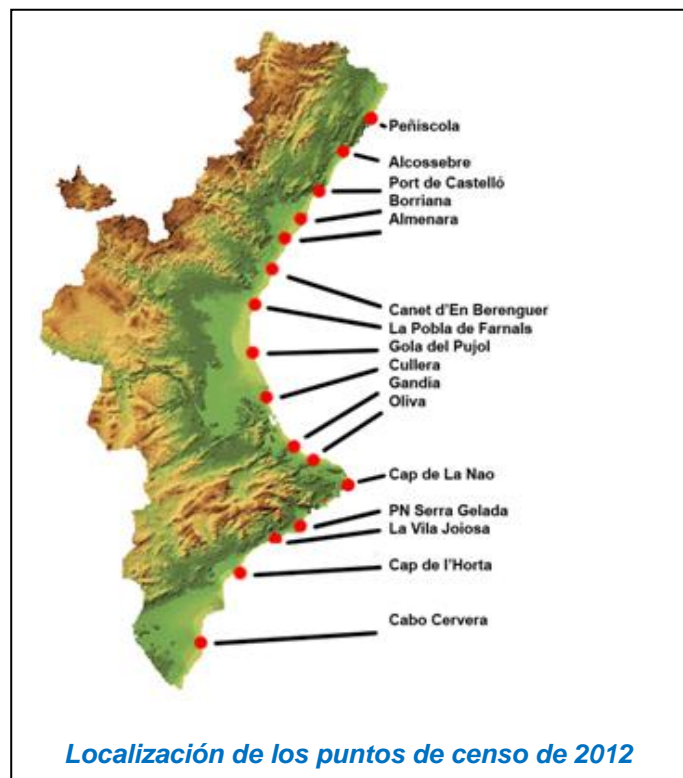 Peñiscola
Alcossebre
Port de Castelló
Borriana
Almenara
Canet d'En Berenguer
La Pobla de Farnals
Gola del Pujol
Cullera
Gandia
Oliva
Cap de La Nao
PN Serra Gelada
La Vila Joiosa
Cap de l'Horta
Cabo Cervera
Localización de los puntos de censo de 2012